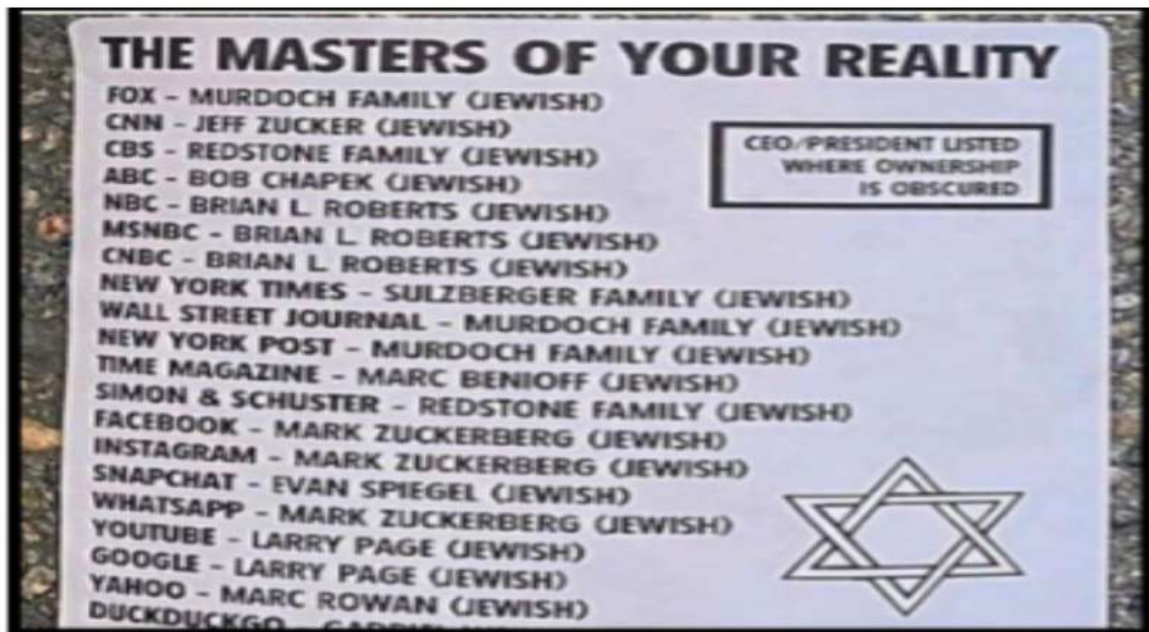 THE MASTERS OF YOUR REALITY
FOX - MURDOCH FAMILY (JEWISH)
CNN - JEFF ZUCKER (JEWISH)
CBS - REDSTONE FAMILY (JEWISH)
ABC - BOB CHAPEK (JEWISH)
NBC - BRIAN L. ROBERTS (JEWISH)
MSNBC - BRIAN L. ROBERTS (JEWISH)
CNBC - BRIAN L. ROBERTS (JEWISH)
NEW YORK TIMES - SULZBERGER FAMILY (JEWISH)
WALL STREET JOURNAL - MURDOCH FAMILY (JEWISH)
NEW YORK POST - MURDOCH FAMILY (JEWISH)
TIME MAGAZINE - MARC BENIOFF (JEWISH)
SIMON & SCHUSTER - REDSTONE FAMILY (JEWISH)
FACEBOOK - MARK ZUCKERBERG (JEWISH)
INSTAGRAM - MARK ZUCKERBERG (JEWISH)
SNAPCHAT - EVAN SPIEGEL (JEWISH)
WHATSAPP - MARK ZUCKERBERG (JEWISH)
YOUTUBE - LARRY PAGE (JEWISH)
GOOGLE - LARRY PAGE (JEWISH)
YAHOO - MARC ROWAN (JEWISH)
DUCKDUCKGO -
CEO/PRESIDENT LISTED
WHERE OWNERSHIP
IS OBSCURED